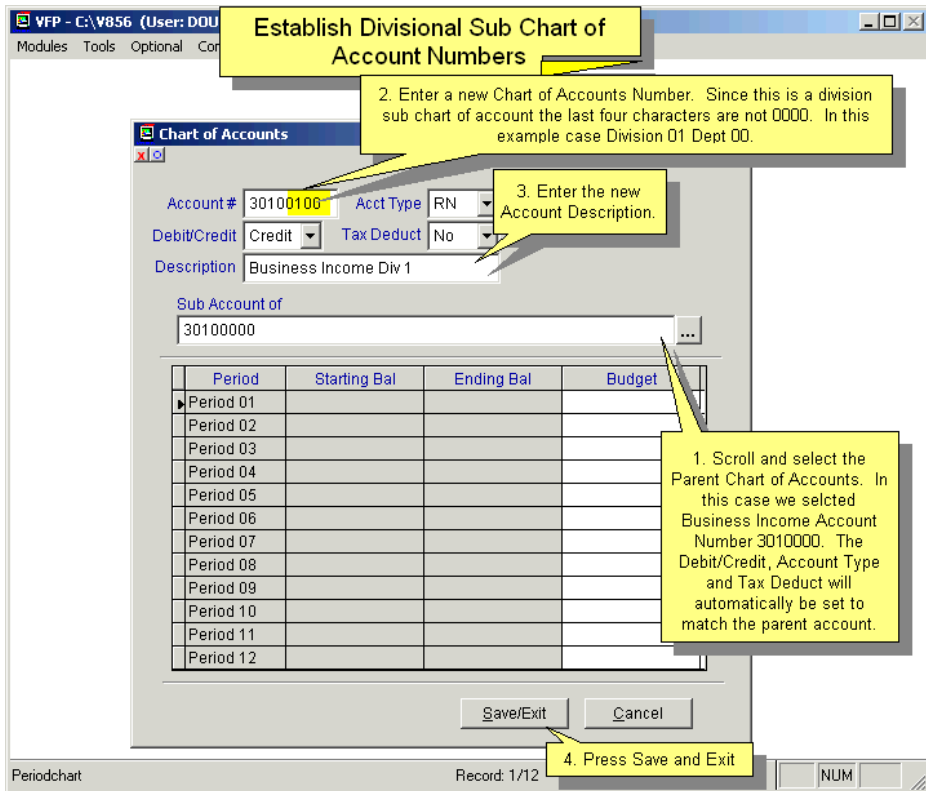 VFP - C:\V856 (User: DOU
Establish Divisional Sub Chart of
Account Numbers
Modules Tools Optional Cor
2. Enter a new Chart of Accounts Number. Since this is a division
sub chart of account the last four characters are not 0000. In this
example case Division 01 Dept 00.
Chart of Accounts
Account # 30100100 Acct Type RN
3. Enter the new
Account Description.
Debit/Credit Credit Tax Deduct No
Description Business Income Div 1
Sub Account of
30100000 ...
Period Starting Bal Ending Bal Budget
Period 01
Period 02
Period 03
Period 04
Period 05
Period 06
Period 07
Period 08
Period 09
Period 10
Period 11
Period 12
1. Scroll and select the
Parent Chart of Accounts. In
this case we selcted
Business Income Account
Number 3010000. The
Debit/Credit, Account Type
and Tax Deduct will
automatically be set to
match the parent account.
Save/Exit Cancel
4. Press Save and Exit
Periodchart Record: 1/12 NUM